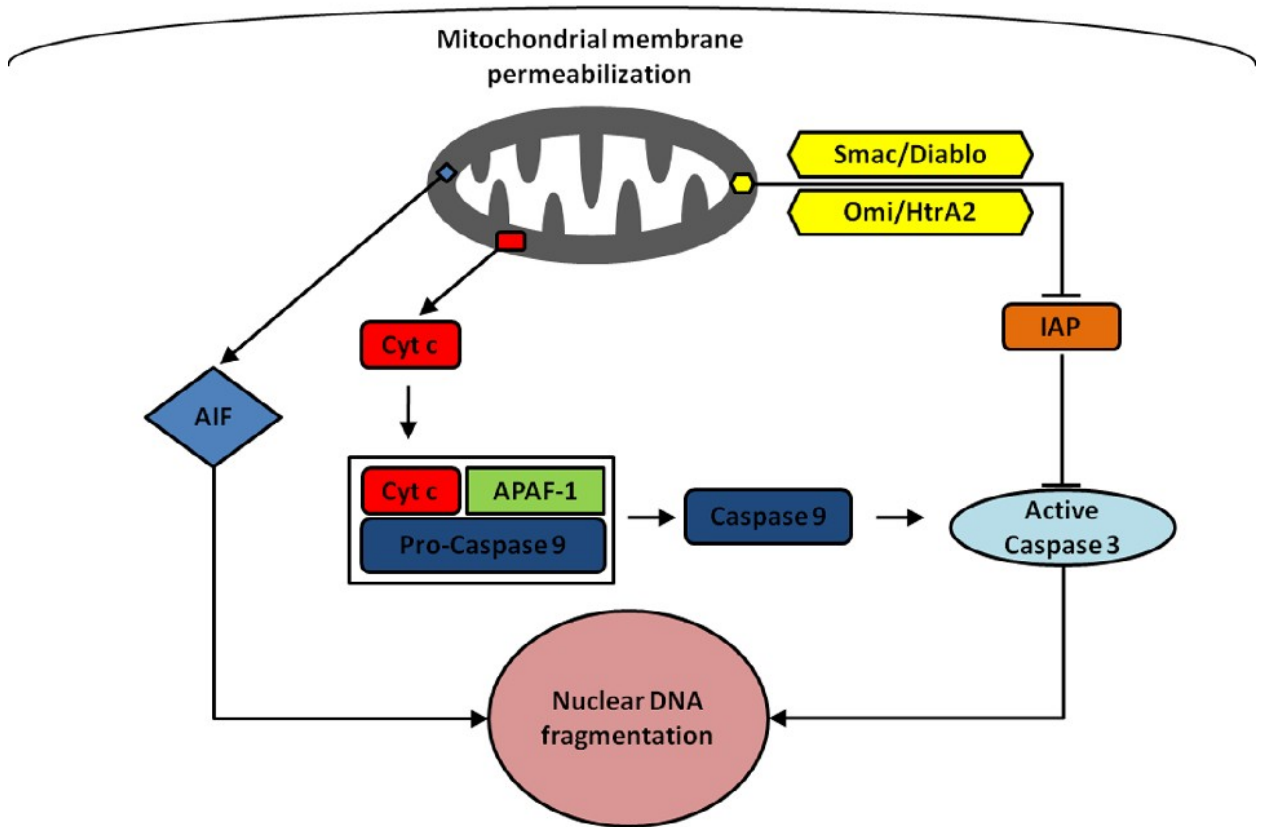 Mitochondrial membrane
permeabilization
Smac/Diablo
Omi/HtrA2
Cyt c
IAP
AIF
Cyt c
APAF-1
Pro-Caspase 9
Caspase 9
Active
Caspase 3
Nuclear DNA
fragmentation